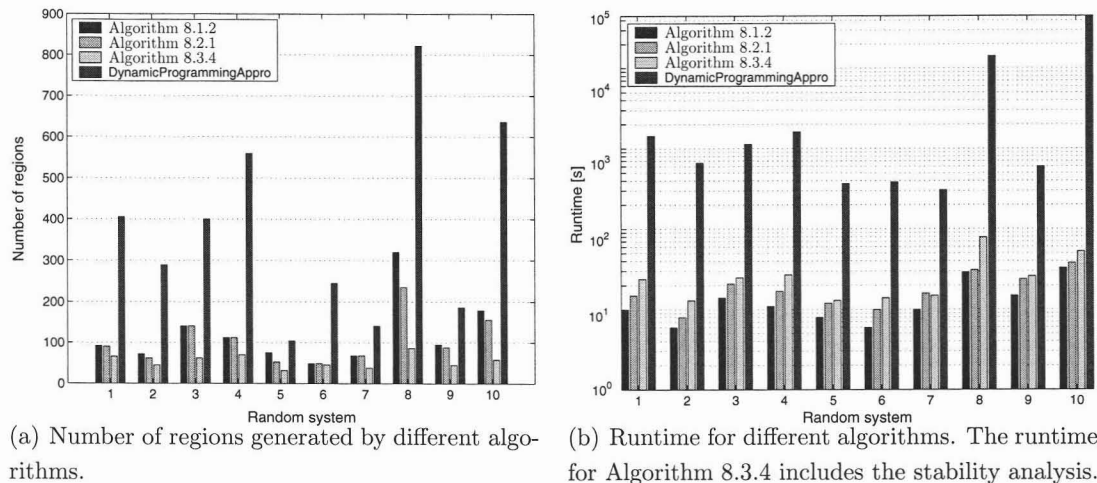 900
800
700
600
500
400
300
200
100
0
Number of regions
Algorithm 8.1.2
Algorithm 8.2.1
Algorithm 8.3.4
DynamicProgrammingAppro
1 2 3 4 5 6 7 8 9 10
Random system
(a) Number of regions generated by different algo-
rithms.
10^5
10^4
10^3
10^2
10^1
10^0
Runtime [s]
Algorithm 8.1.2
Algorithm 8.2.1
Algorithm 8.3.4
DynamicProgrammingAppro
1 2 3 4 5 6 7 8 9 10
Random system
(b) Runtime for different algorithms. The runtime
for Algorithm 8.3.4 includes the stability analysis.